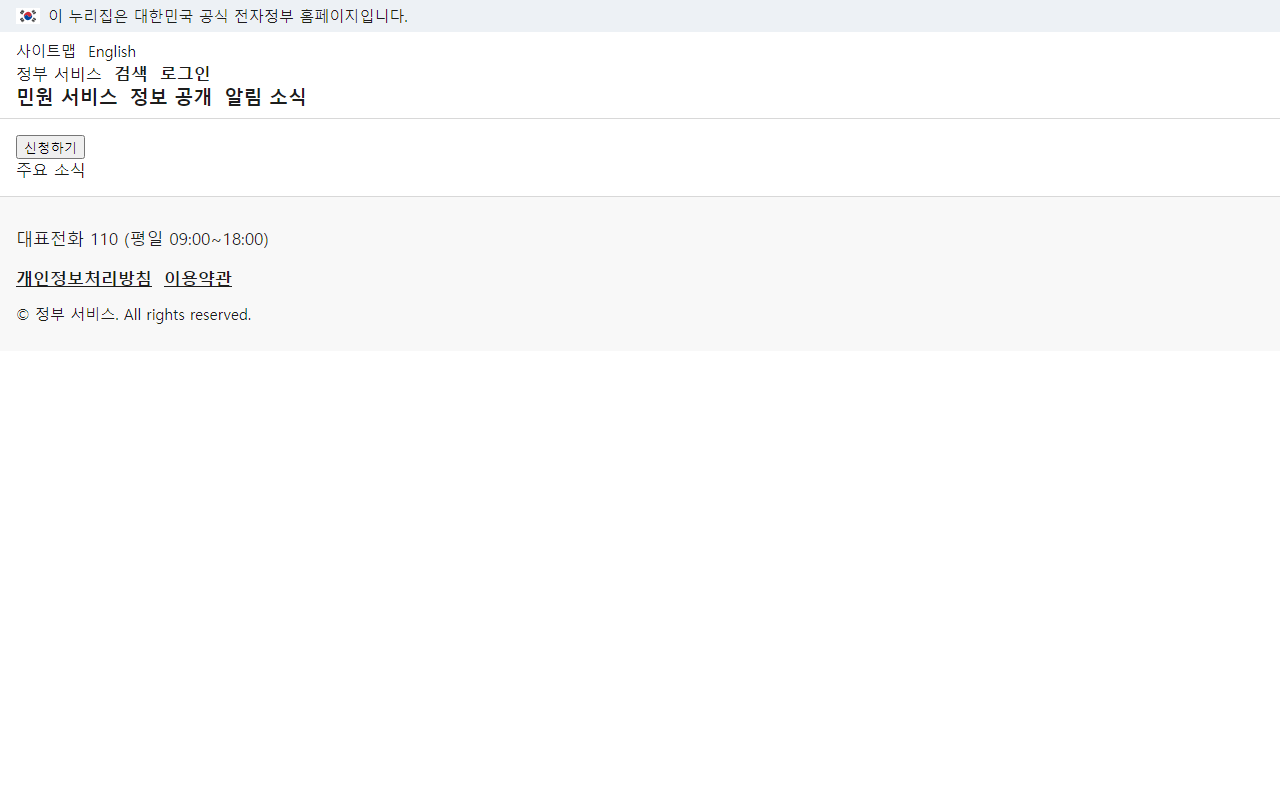 이 누리집은 대한민국 공식 전자정부 홈페이지입니다.
사이트맵 English
정부 서비스 검색 로그인
민원 서비스 정보 공개 알림 소식
신청하기
주요 소식
대표전화 110 (평일 09:00~18:00)
개인정보처리방침 이용약관
© 정부 서비스. All rights reserved.